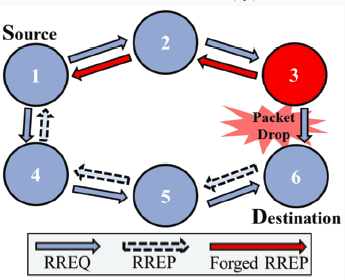 Source
1
2
3
Packet
Drop
4
5
6
Destination
RREQ
RREP
Forged RREP